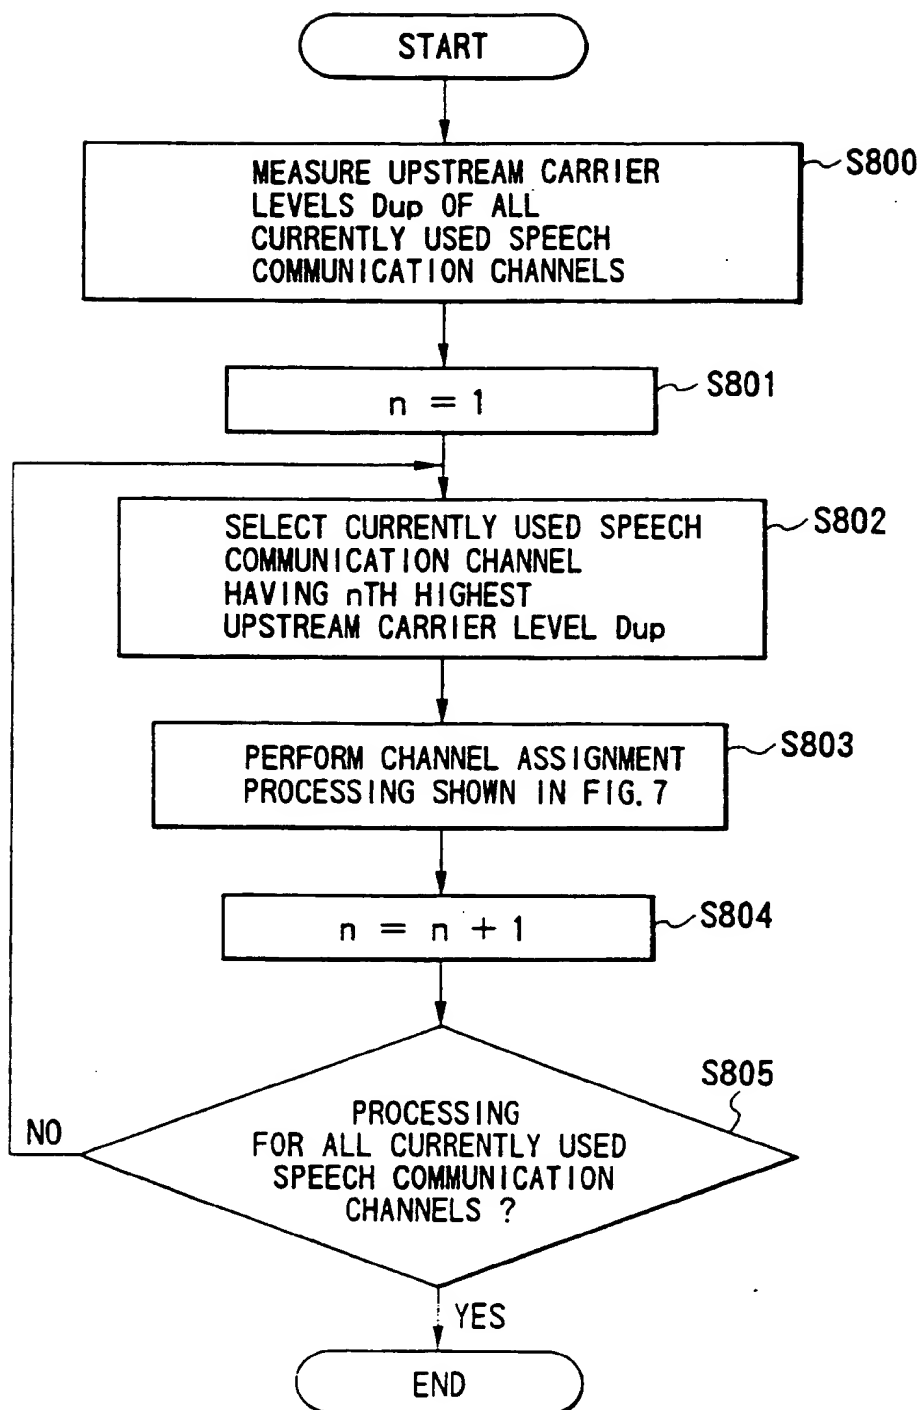 START
S800
MEASURE UPSTREAM CARRIER
LEVELS Dup OF ALL
CURRENTLY USED SPEECH
COMMUNICATION CHANNELS
S801
n = 1
S802
SELECT CURRENTLY USED SPEECH
COMMUNICATION CHANNEL
HAVING nTH HIGHEST
UPSTREAM CARRIER LEVEL Dup
S803
PERFORM CHANNEL ASSIGNMENT
PROCESSING SHOWN IN FIG. 7
S804
n = n + 1
S805
PROCESSING
FOR ALL CURRENTLY USED
SPEECH COMMUNICATION
CHANNELS ?
NO
YES
END